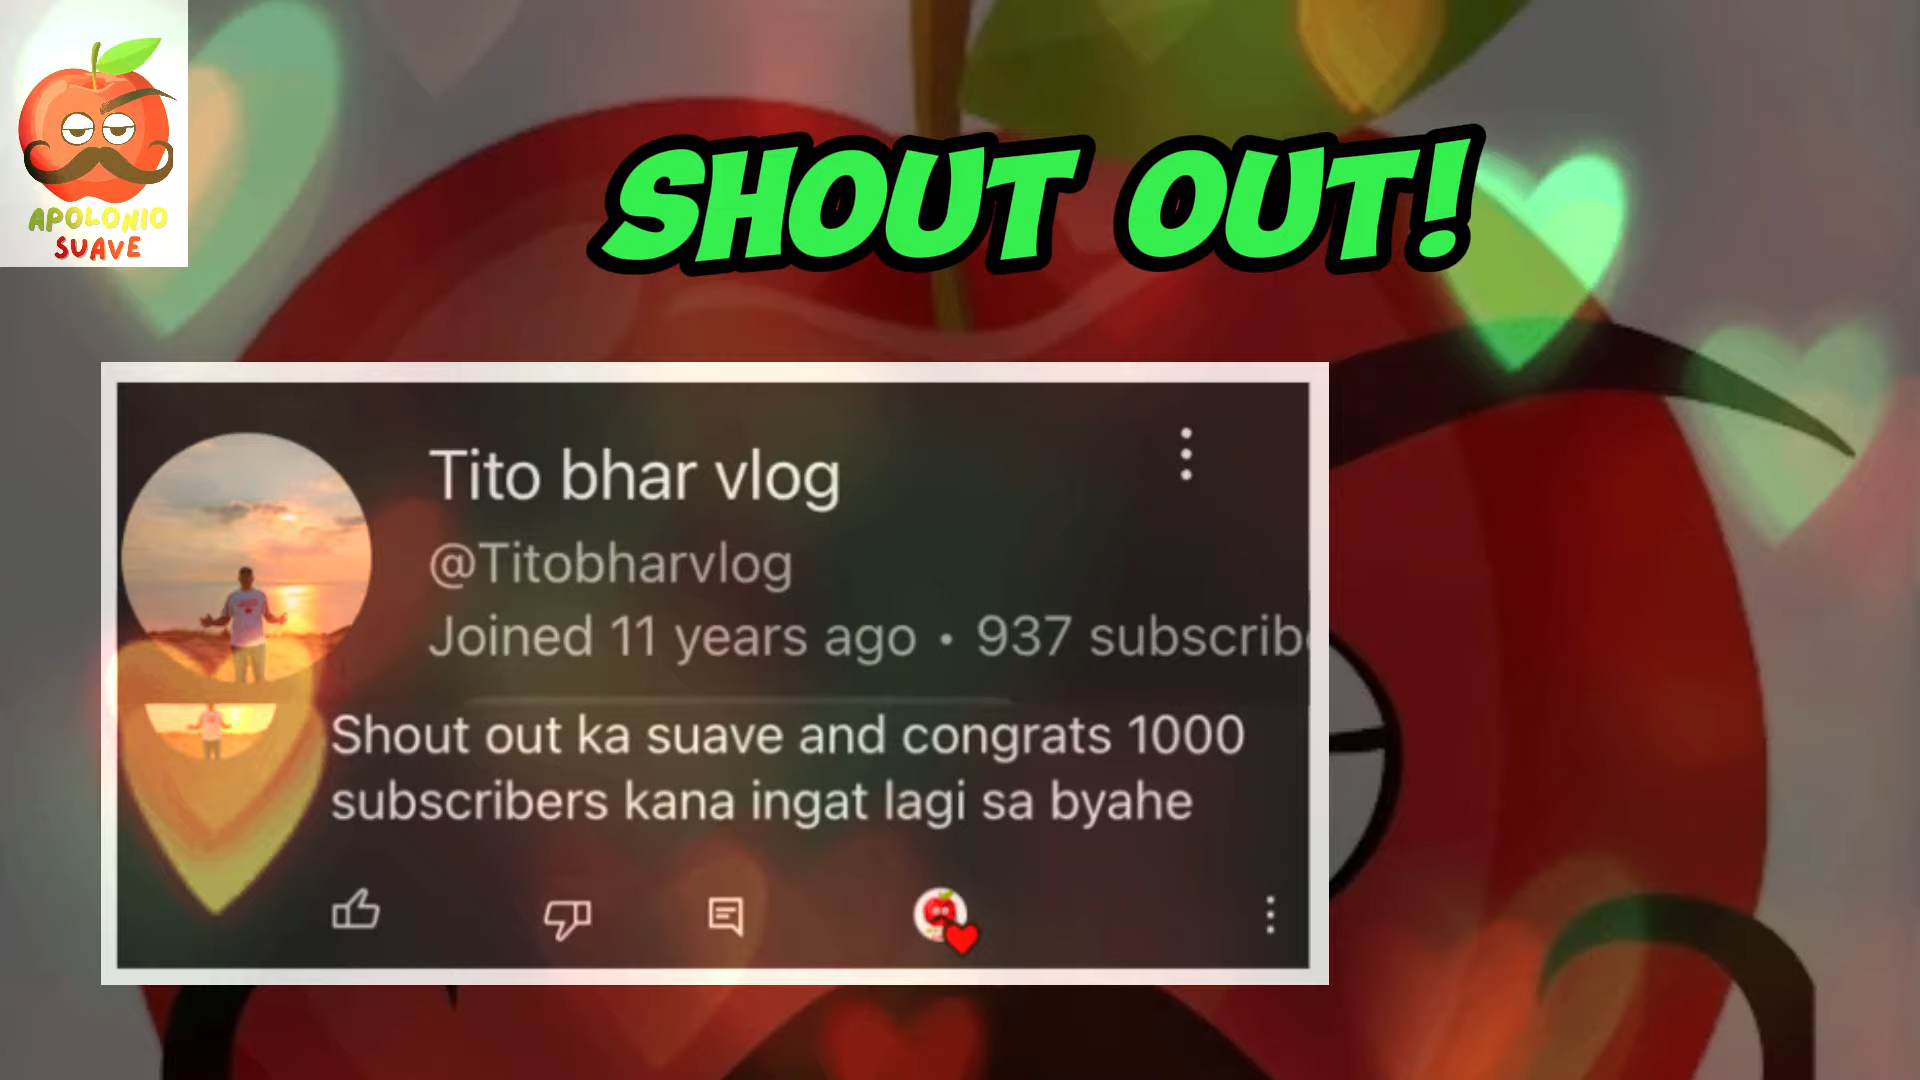 APOLONIO
SUAVE
SHOUT OUT!
Tito bhar vlog
@Titobharvlog
Joined 11 years ago • 937 subscrib
Shout out ka suave and congrats 1000
subscribers kana ingat lagi sa byahe